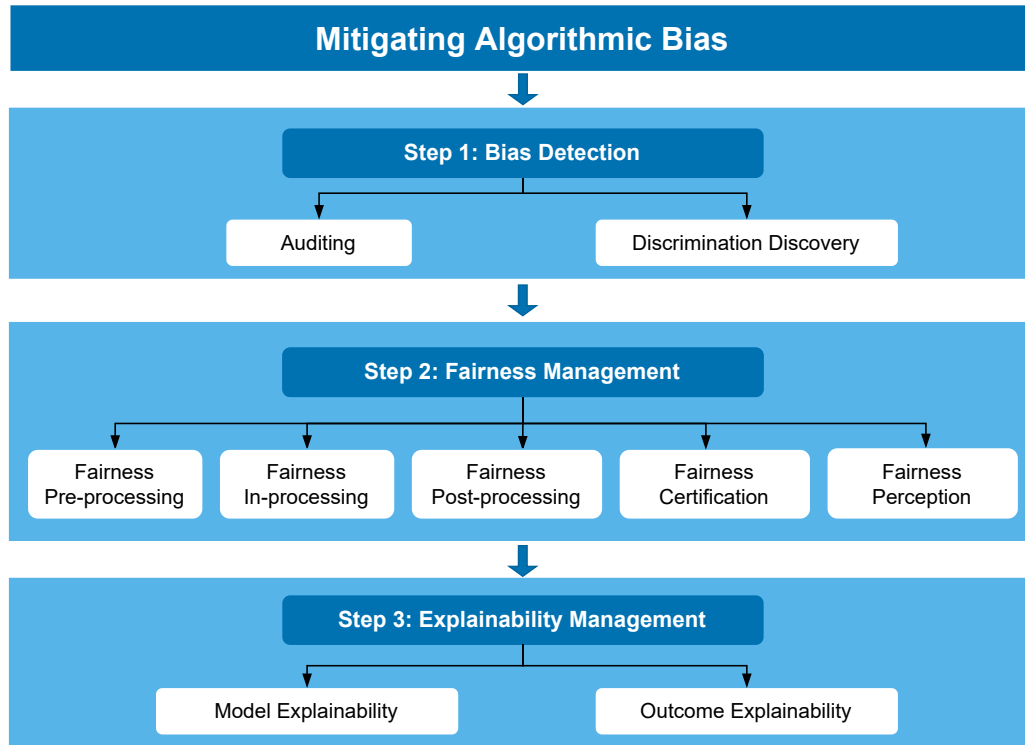 Mitigating Algorithmic Bias
Step 1: Bias Detection
Auditing
Discrimination Discovery
Step 2: Fairness Management
Fairness
Pre-processing
Fairness
In-processing
Fairness
Post-processing
Fairness
Certification
Fairness
Perception
Step 3: Explainability Management
Model Explainability
Outcome Explainability